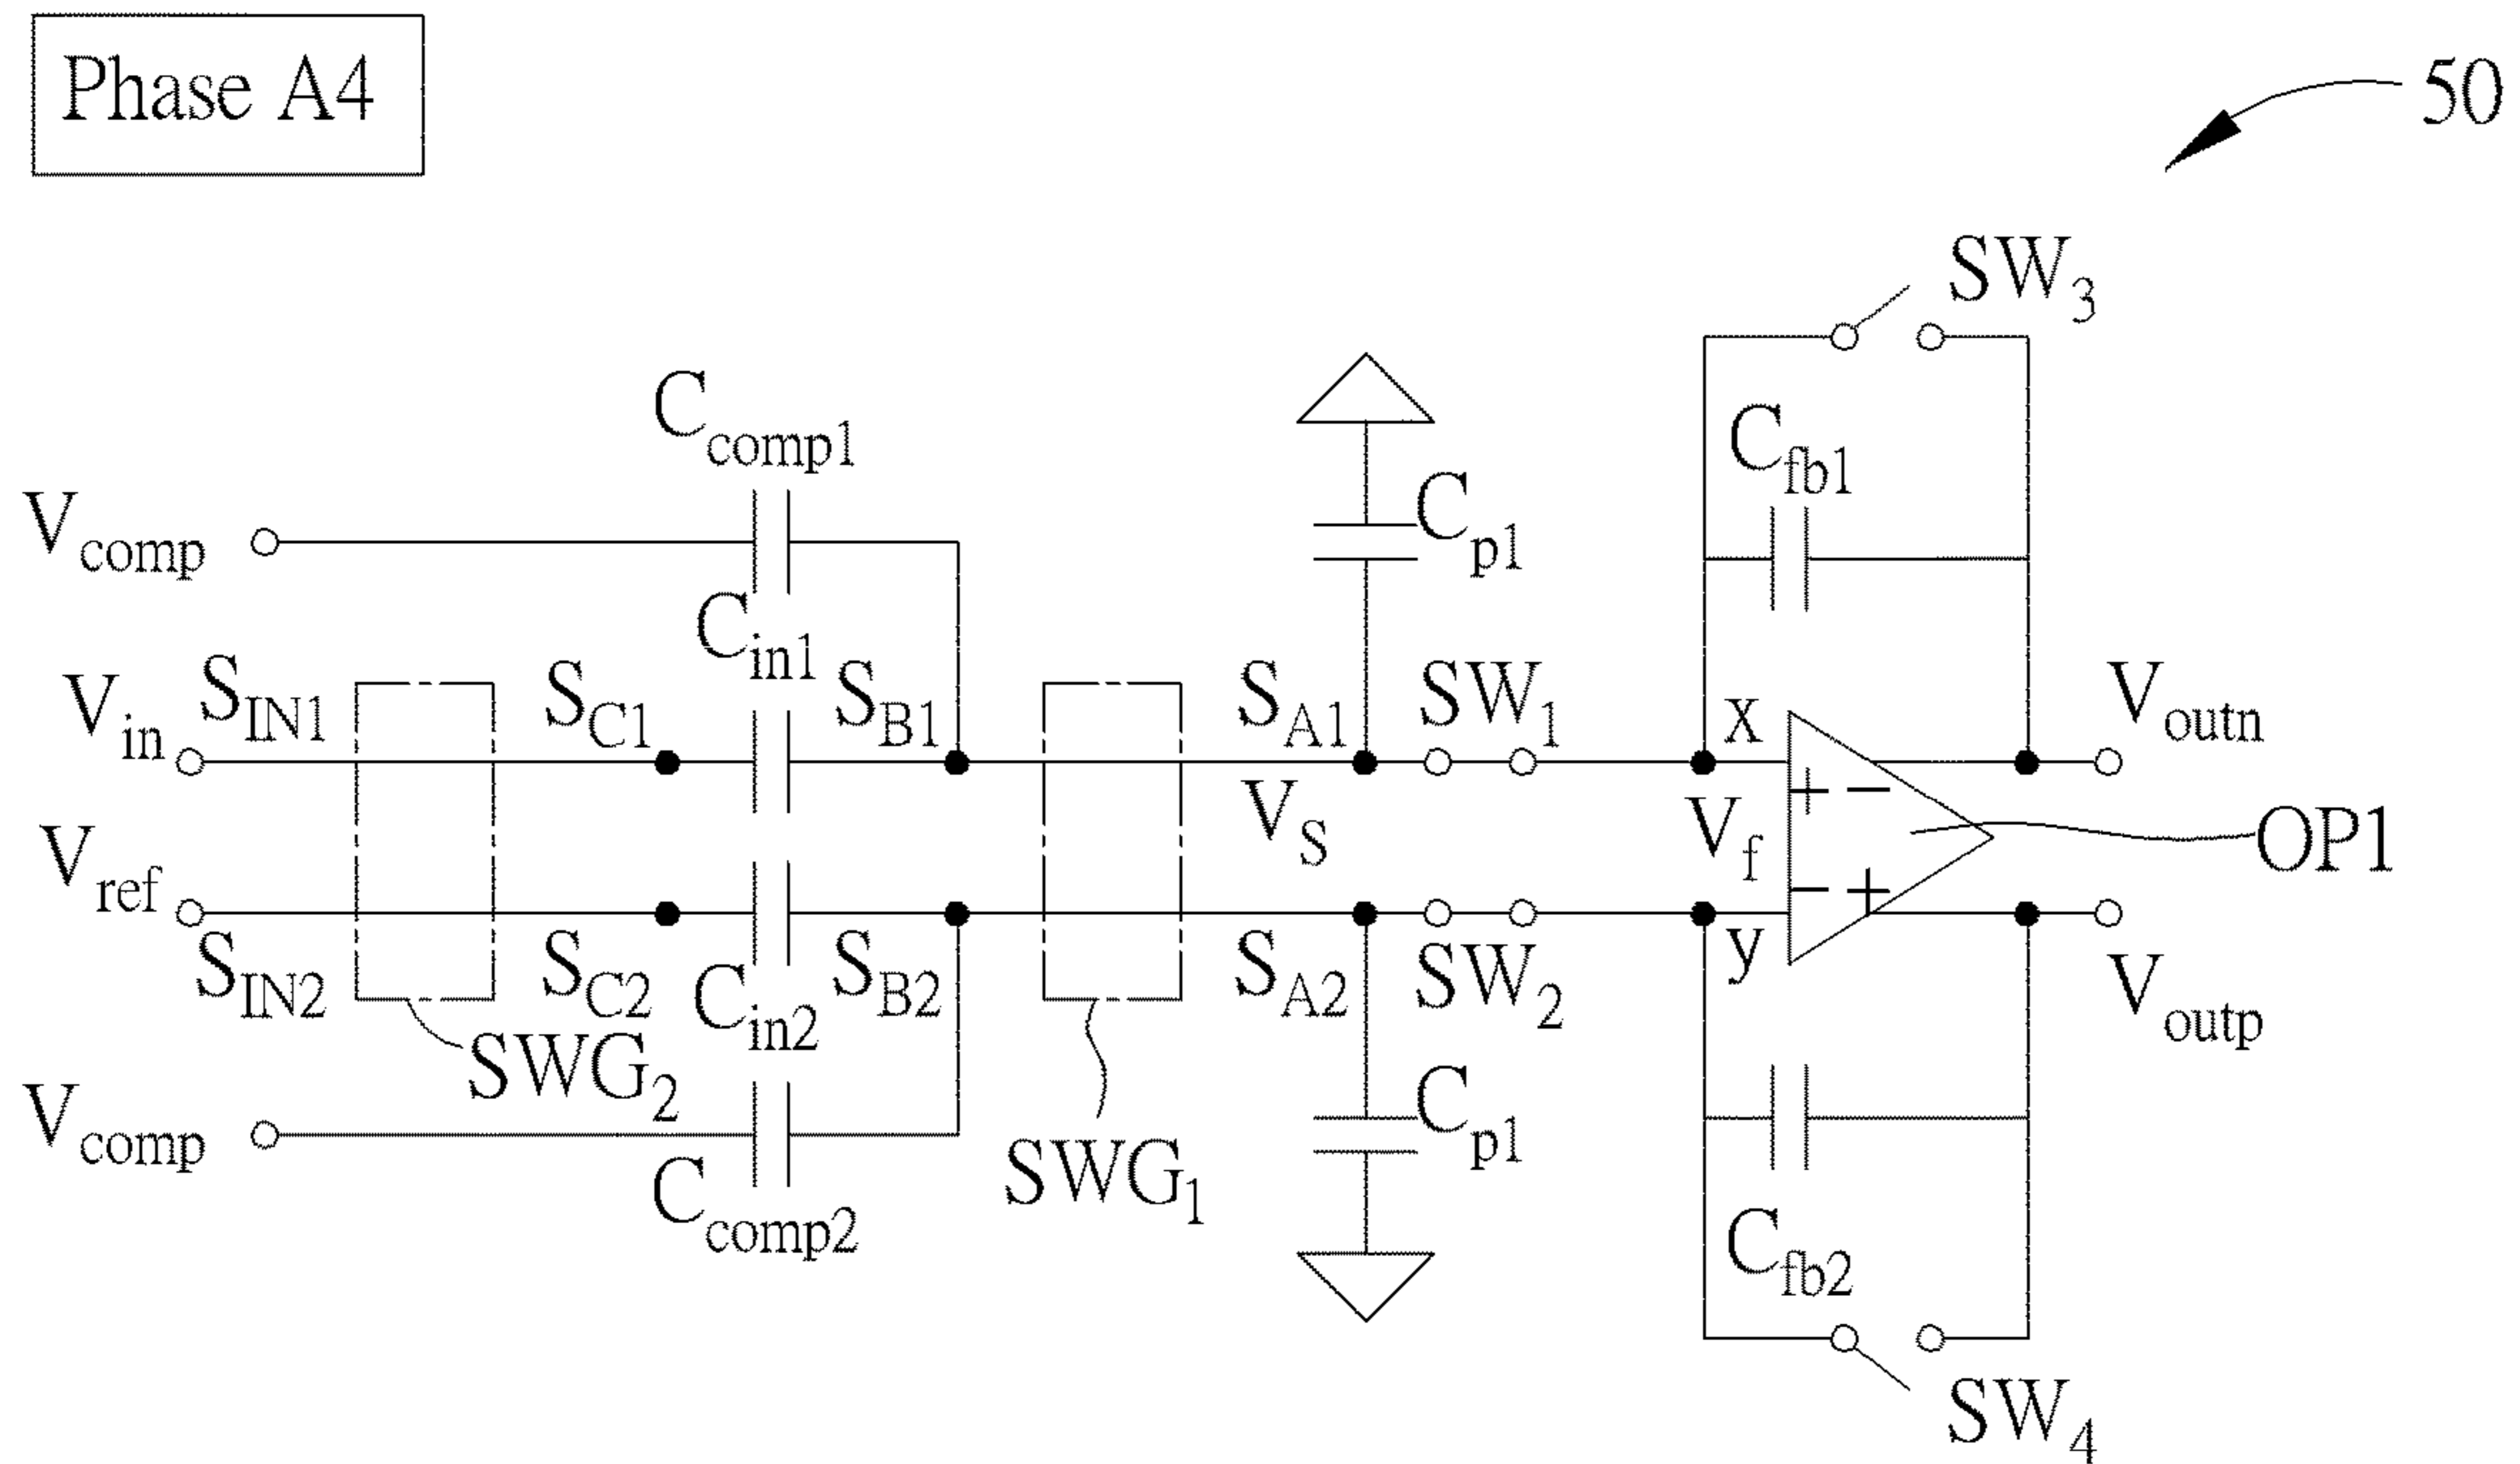 Phase A4
50
SW3
Ccomp1
Cfb1
Vcomp
Cp1
Cin1
Vin
SIN1
SC1
SB1
SA1
SW1
x
Voutn
+ −
VS
Vf
OP1
Vref
− +
SIN2
SC2
Cin2
SB2
SA2
SW2
y
Voutp
SWG2
Vcomp
Ccomp2
SWG1
Cp1
Cfb2
SW4